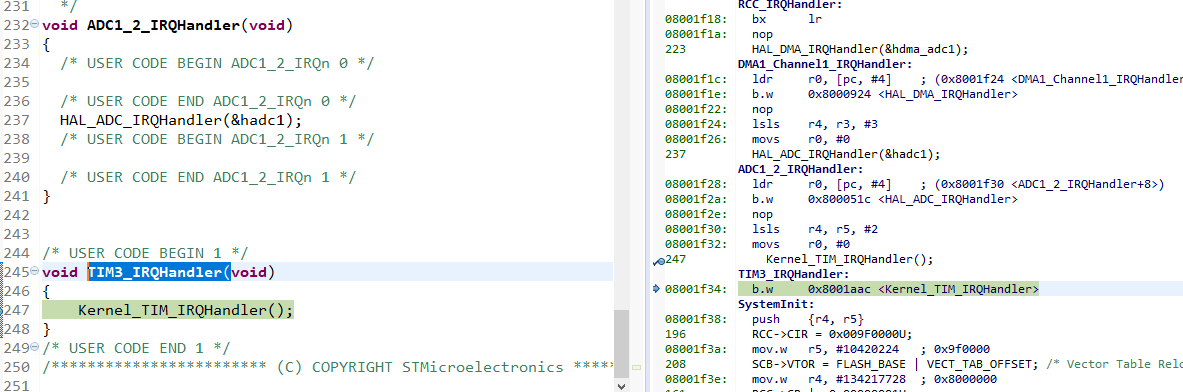 231 */
232 void ADC1_2_IRQHandler(void)
233 {
234 /* USER CODE BEGIN ADC1_2_IRQn 0 */
235
236 /* USER CODE END ADC1_2_IRQn 0 */
237 HAL_ADC_IRQHandler(&hadc1);
238 /* USER CODE BEGIN ADC1_2_IRQn 1 */
239
240 /* USER CODE END ADC1_2_IRQn 1 */
241 }
242
243
244 /* USER CODE BEGIN 1 */
245 void TIM3_IRQHandler(void)
246 {
247 Kernel_TIM_IRQHandler();
248 }
249 /* USER CODE END 1 */
250 /************************ (C) COPYRIGHT STMicroelectronics *****
251
RCC_IRQHandler:
08001f18: bx lr
08001f1a: nop
223 HAL_DMA_IRQHandler(&hdma_adc1);
DMA1_Channel1_IRQHandler:
08001f1c: ldr r0, [pc, #4] ; (0x8001f24 <DMA1_Channel1_IRQHandler
08001f1e: b.w 0x8000924 <HAL_DMA_IRQHandler>
08001f22: nop
08001f24: lsls r4, r3, #3
08001f26: movs r0, #0
237 HAL_ADC_IRQHandler(&hadc1);
ADC1_2_IRQHandler:
08001f28: ldr r0, [pc, #4] ; (0x8001f30 <ADC1_2_IRQHandler+8>)
08001f2a: b.w 0x800051c <HAL_ADC_IRQHandler>
08001f2e: nop
08001f30: lsls r4, r5, #2
08001f32: movs r0, #0
247 Kernel_TIM_IRQHandler();
TIM3_IRQHandler:
08001f34: b.w 0x8001aac <Kernel_TIM_IRQHandler>
SystemInit:
08001f38: push {r4, r5}
196 RCC->CIR = 0x009F0000U;
08001f3a: mov.w r5, #10420224 ; 0x9f0000
208 SCB->VTOR = FLASH_BASE | VECT_TAB_OFFSET; /* Vector Table Relo
08001f3e: mov.w r4, #134217728 ; 0x8000000